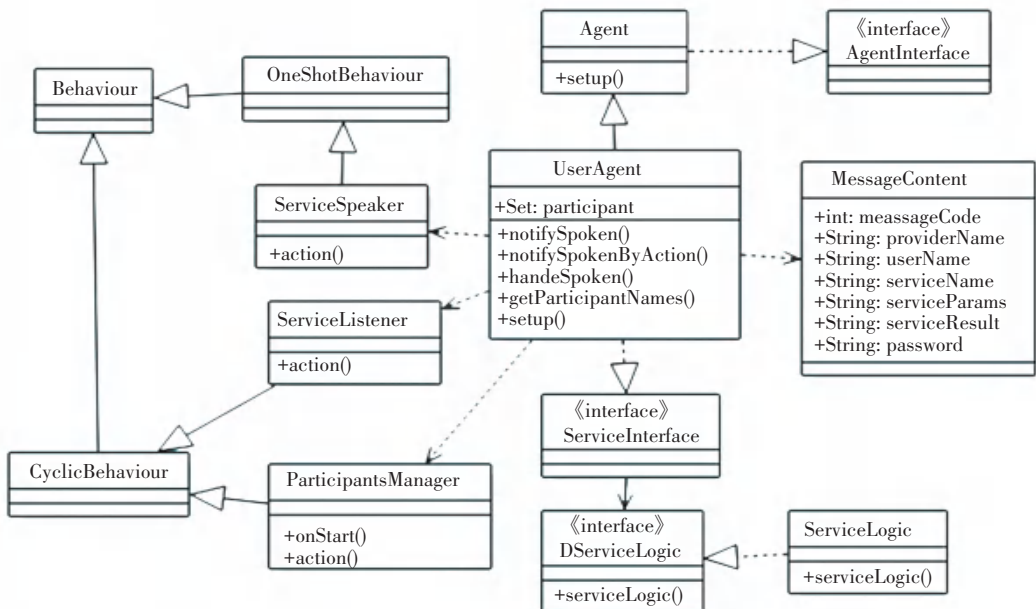 Agent
+setup()
《interface》
AgentInterface
Behaviour
OneShotBehaviour
ServiceSpeaker
+action()
UserAgent
+Set: participant
+notifySpoken()
+notifySpokenByAction()
+handeSpoken()
+getParticipantNames()
+setup()
MessageContent
+int: meassageCode
+String: providerName
+String: userName
+String: serviceName
+String: serviceParams
+String: serviceResult
+String: password
ServiceListener
+action()
《interface》
ServiceInterface
CyclicBehaviour
ParticipantsManager
+onStart()
+action()
《interface》
DServiceLogic
+serviceLogic()
ServiceLogic
+serviceLogic()